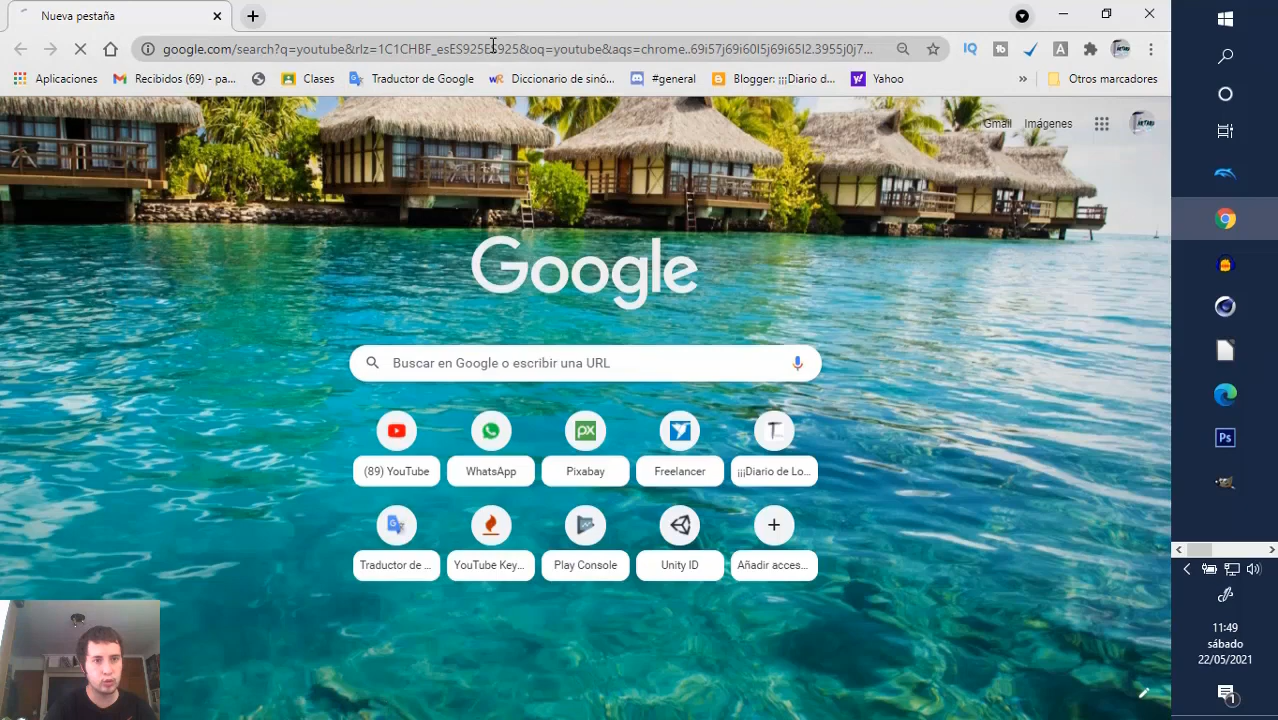 Nueva pestaña
google.com/search?q=youtube&rlz=1C1CHBF_esES925ES925&oq=youtube&aqs=chrome..69i57j69i60l5j69i65l2.3955j0j7...
Aplicaciones
Recibidos (69) - pa...
Clases
Traductor de Google
Diccionario de sinó...
#general
Blogger: ¡¡¡Diario d...
Yahoo
»
Otros marcadores
Gmail
Imágenes
Google
Buscar en Google o escribir una URL
(89) YouTube
WhatsApp
Pixabay
Freelancer
¡¡¡Diario de Lo...
Traductor de ...
YouTube Key...
Play Console
Unity ID
Añadir acces...
11:49
sábado
22/05/2021